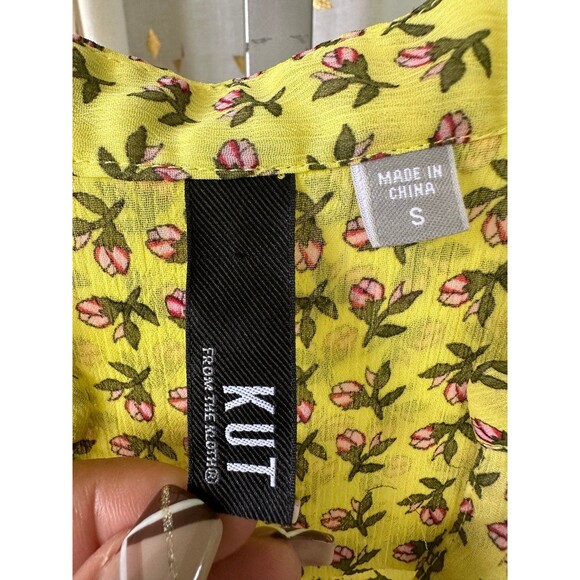 MADE IN
CHINA
S
KUT
FROM THE KLOTH®